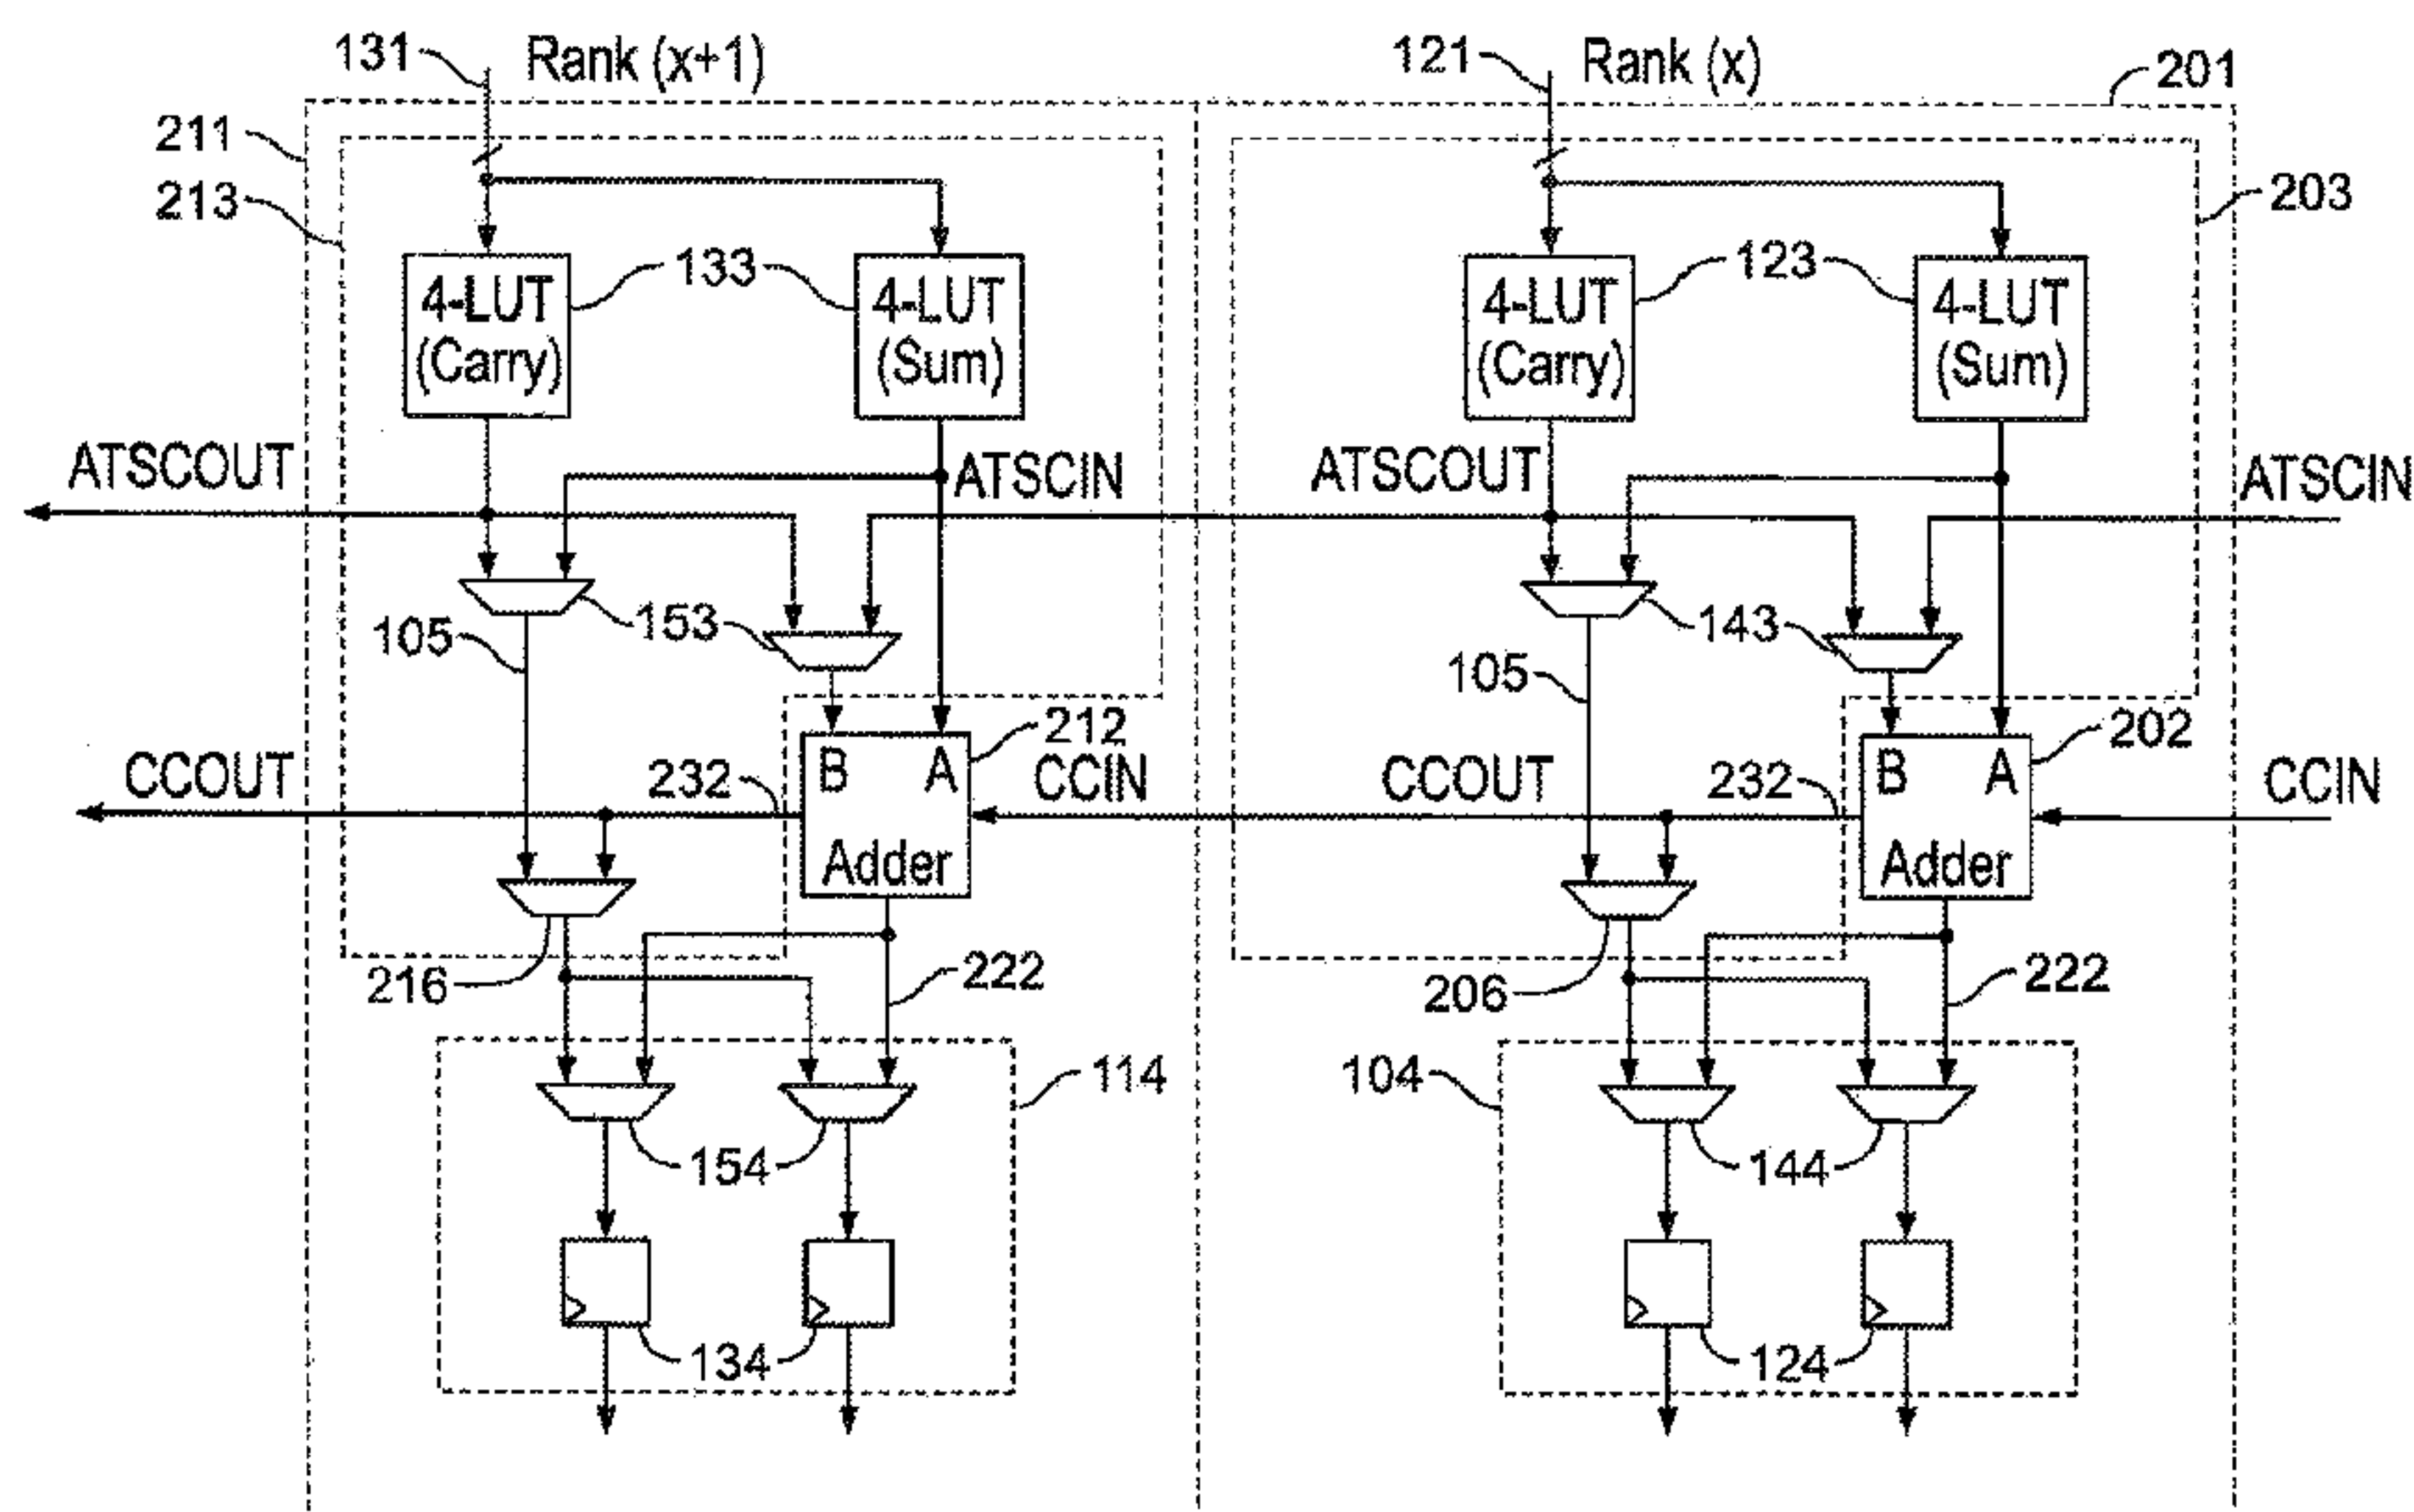 131 Rank (x+1) 121 Rank (x) 201
211
213 203
133 123
4-LUT 4-LUT 4-LUT 4-LUT
(Carry) (Sum) (Carry) (Sum)
ATSCOUT ATSCIN ATSCOUT ATSCIN
105 153 105 143
212 202
CCOUT 232 B A CCIN CCOUT 232 B A CCIN
Adder Adder
216 222 206 222
114 104
154 144
134 124